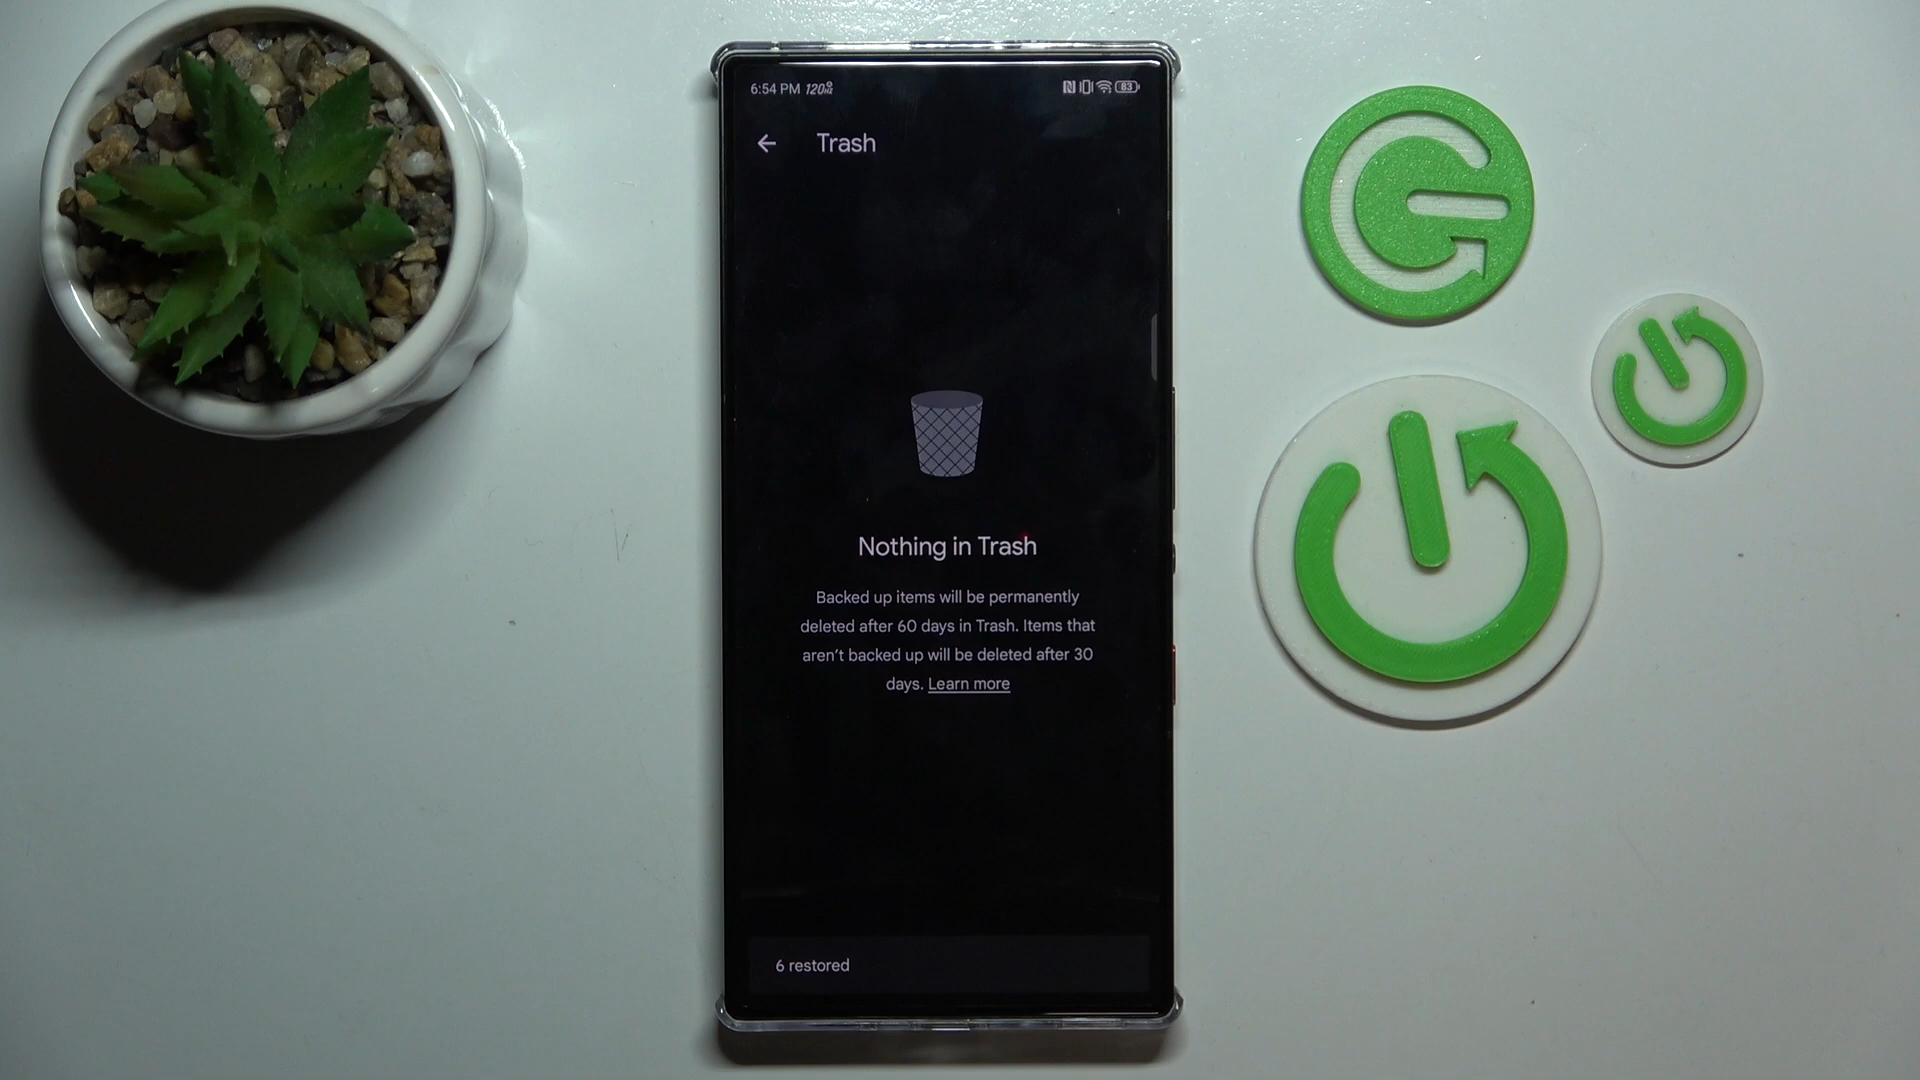 6:54 PM
83
Trash
Nothing in Trash
Backed up items will be permanently
deleted after 60 days in Trash. Items that
aren't backed up will be deleted after 30
days. Learn more
6 restored